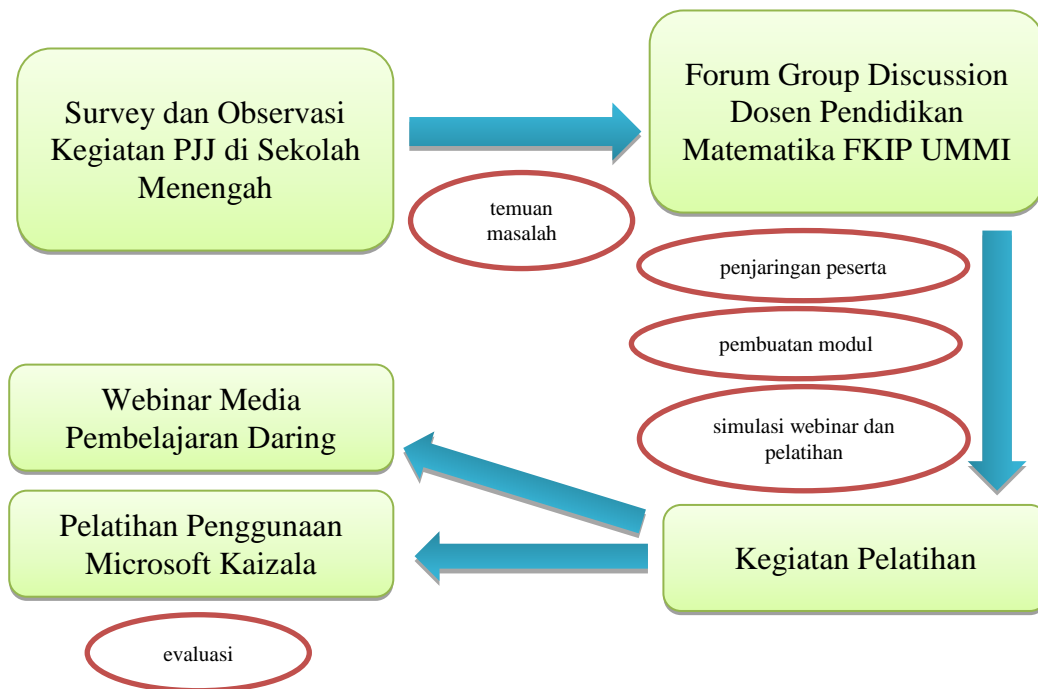 Survey dan Observasi
Kegiatan PJJ di Sekolah
Menengah
temuan
masalah
Forum Group Discussion
Dosen Pendidikan
Matematika FKIP UMMI
penjaringan peserta
pembuatan modul
simulasi webinar dan
pelatihan
Kegiatan Pelatihan
Webinar Media
Pembelajaran Daring
Pelatihan Penggunaan
Microsoft Kaizala
evaluasi